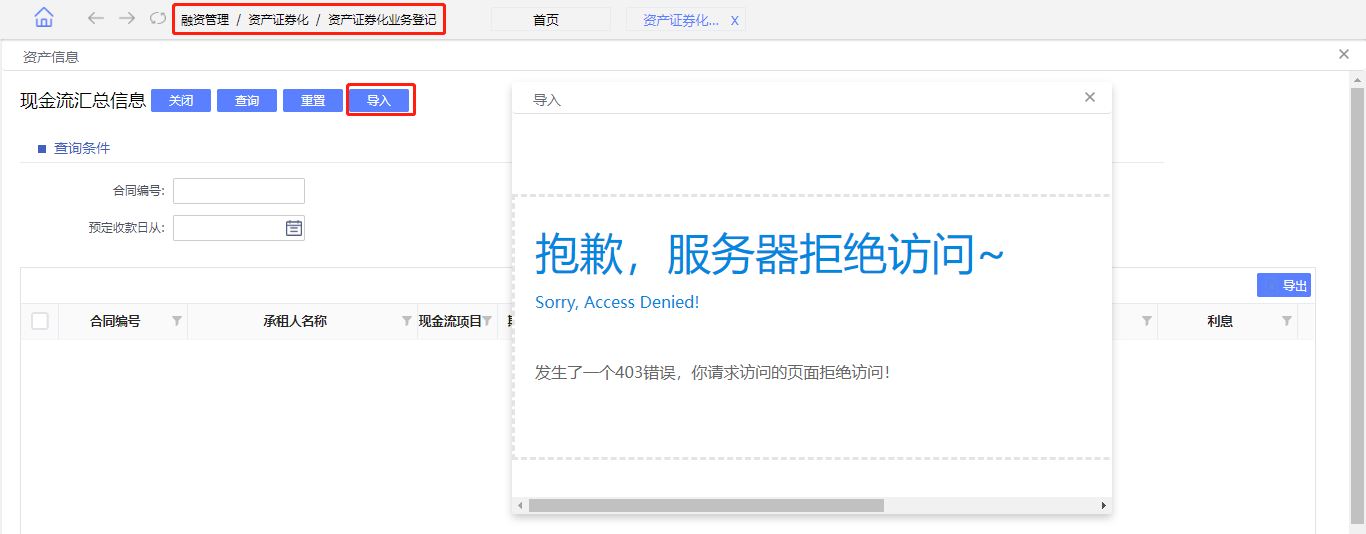 融资管理 / 资产证券化 / 资产证券化业务登记
首页
资产证券化... X
资产信息
现金流汇总信息 关闭 查询 重置 导入
查询条件
合同编号:
预定收款日从:
导出
合同编号 承租人名称 现金流项目 利息
导入
抱歉，服务器拒绝访问~
Sorry, Access Denied!
发生了一个403错误，你请求访问的页面拒绝访问！